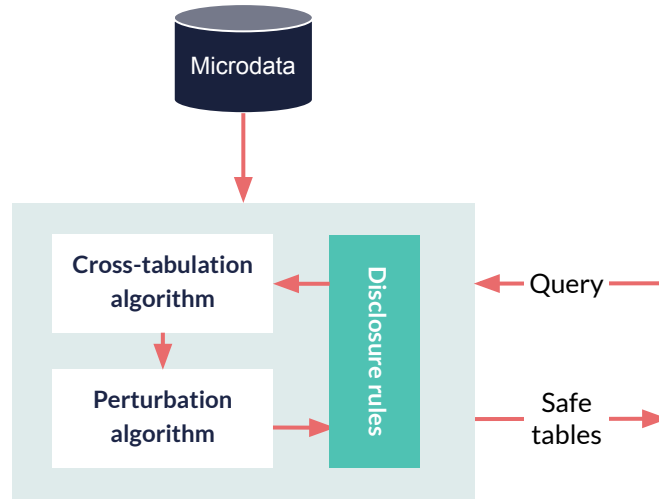 Microdata
Cross-tabulation
algorithm
Disclosure rules
Query
Perturbation
algorithm
Safe
tables